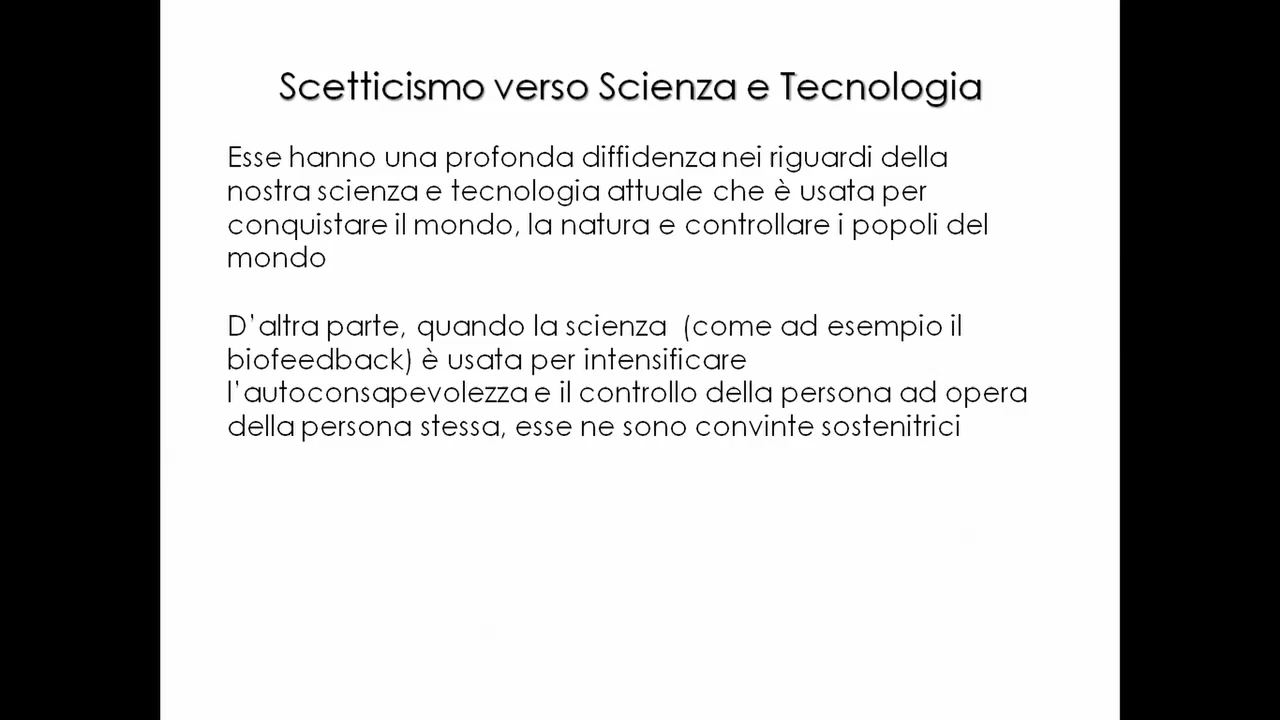 Scetticismo verso Scienza e Tecnologia
Esse hanno una profonda diffidenza nei riguardi della
nostra scienza e tecnologia attuale che è usata per
conquistare il mondo, la natura e controllare i popoli del
mondo
D'altra parte, quando la scienza (come ad esempio il
biofeedback) è usata per intensificare
l'autoconsapevolezza e il controllo della persona ad opera
della persona stessa, esse ne sono convinte sostenitrici